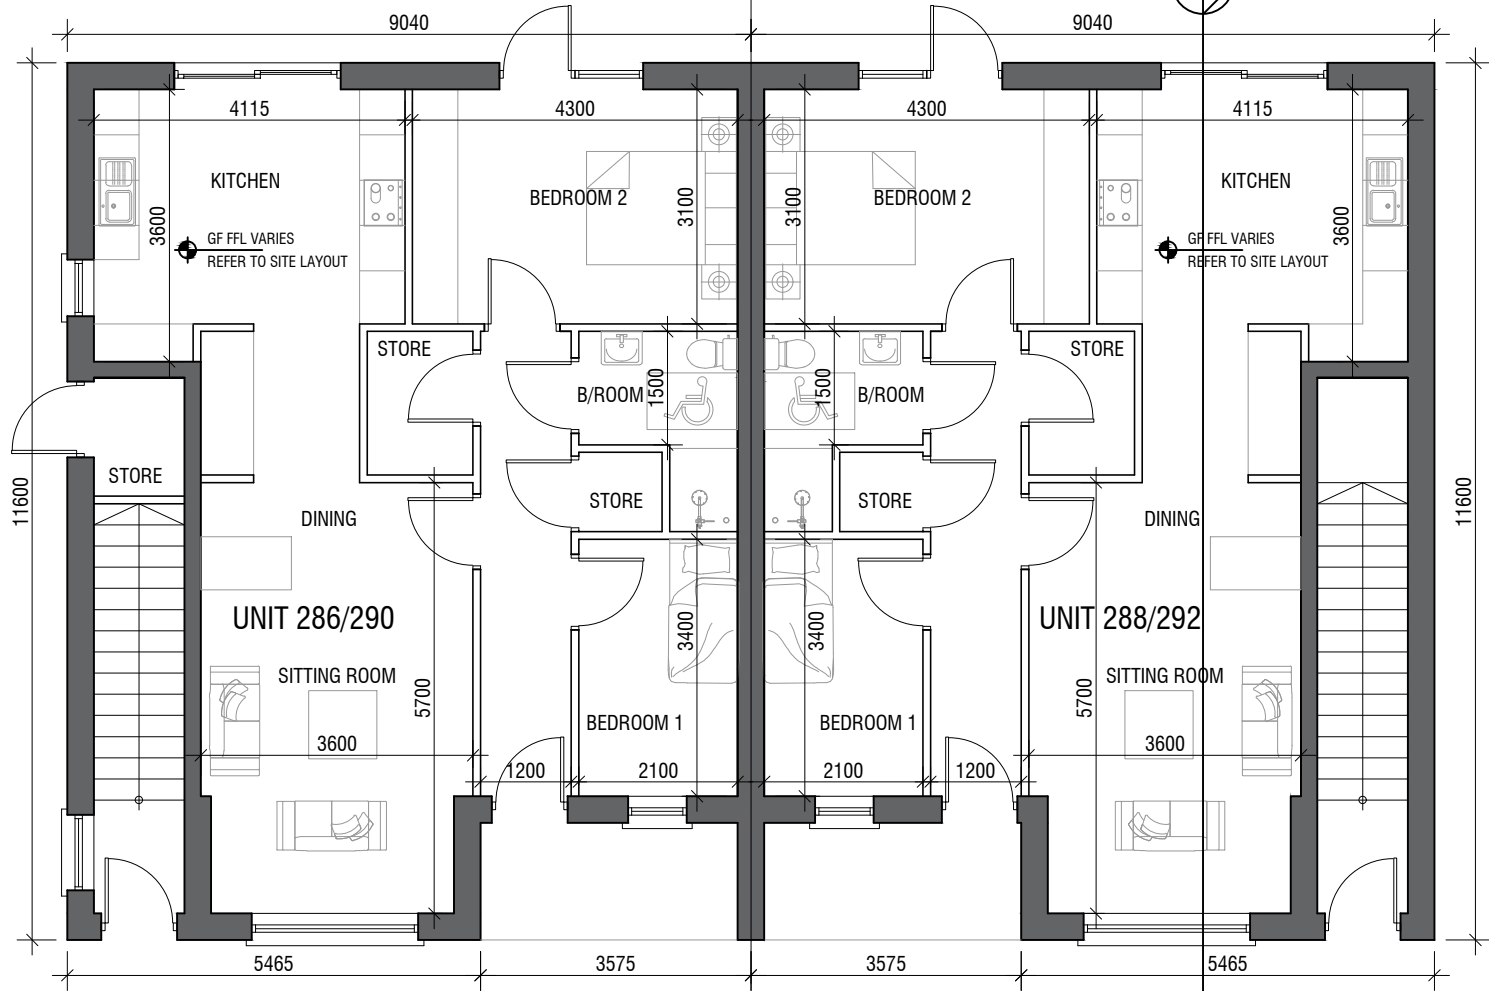 9040
9040
4115
4300
4300
4115
KITCHEN
KITCHEN
BEDROOM 2
BEDROOM 2
3600
3100
3100
3600
GF FFL VARIES
REFER TO SITE LAYOUT
GF FFL VARIES
REFER TO SITE LAYOUT
STORE
STORE
B/ROOM
1500
1500
B/ROOM
STORE
STORE
STORE
11600
11600
DINING
DINING
UNIT 286/290
UNIT 288/292
3400
3400
SITTING ROOM
SITTING ROOM
5700
5700
BEDROOM 1
BEDROOM 1
3600
3600
1200
2100
2100
1200
5465
3575
3575
5465